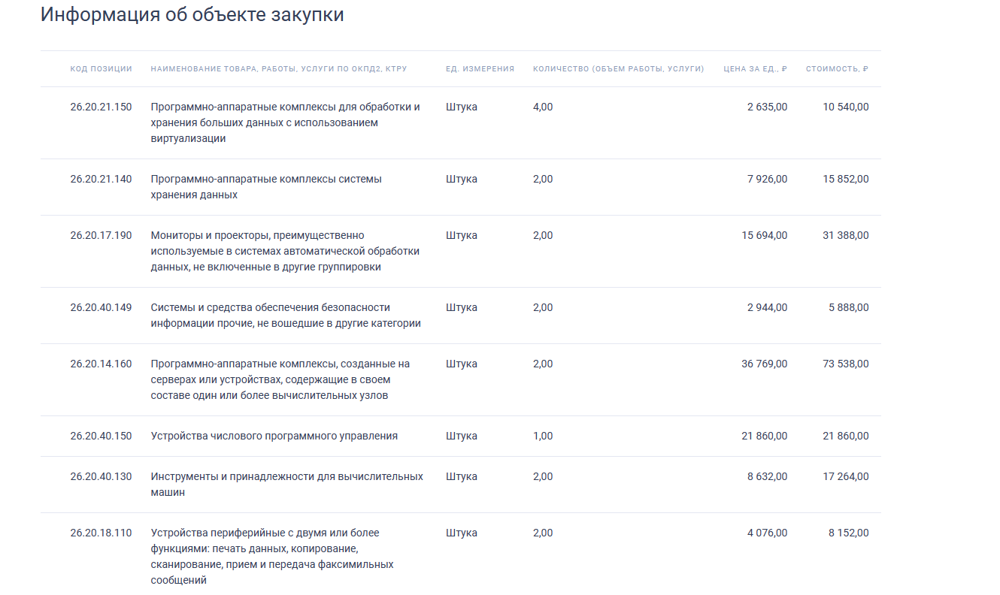 Информация об объекте закупки
КОД ПОЗИЦИИ НАИМЕНОВАНИЕ ТОВАРА, РАБОТЫ, УСЛУГИ ПО ОКПД2, КТРУ ЕД. ИЗМЕРЕНИЯ КОЛИЧЕСТВО (ОБЪЕМ РАБОТЫ, УСЛУГИ) ЦЕНА ЗА ЕД., ₽ СТОИМОСТЬ, ₽
26.20.21.150 Программно-аппаратные комплексы для обработки и Штука 4,00 2 635,00 10 540,00
хранения больших данных с использованием
виртуализации
26.20.21.140 Программно-аппаратные комплексы системы Штука 2,00 7 926,00 15 852,00
хранения данных
26.20.17.190 Мониторы и проекторы, преимущественно Штука 2,00 15 694,00 31 388,00
используемые в системах автоматической обработки
данных, не включенные в другие группировки
26.20.40.149 Системы и средства обеспечения безопасности Штука 2,00 2 944,00 5 888,00
информации прочие, не вошедшие в другие категории
26.20.14.160 Программно-аппаратные комплексы, созданные на Штука 2,00 36 769,00 73 538,00
серверах или устройствах, содержащие в своем
составе один или более вычислительных узлов
26.20.40.150 Устройства числового программного управления Штука 1,00 21 860,00 21 860,00
26.20.40.130 Инструменты и принадлежности для вычислительных Штука 2,00 8 632,00 17 264,00
машин
26.20.18.110 Устройства периферийные с двумя или более Штука 2,00 4 076,00 8 152,00
функциями: печать данных, копирование,
сканирование, прием и передача факсимильных
сообщений